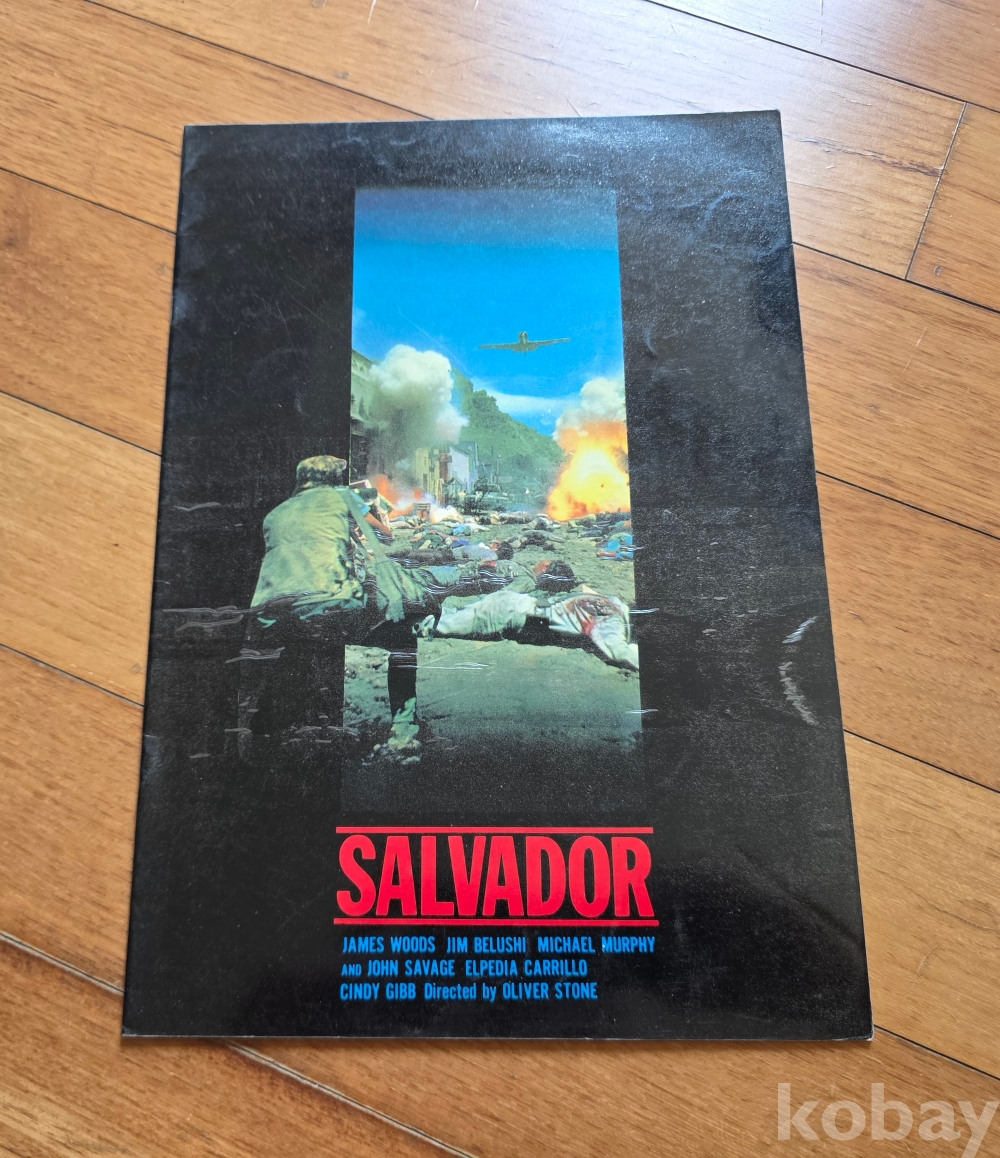 SALVADOR
JAMES WOODS JIM BELUSHI MICHAEL MURPHY
AND JOHN SAVAGE ELPEDIA CARRILLO
CINDY GIBB Directed by OLIVER STONE
kobay